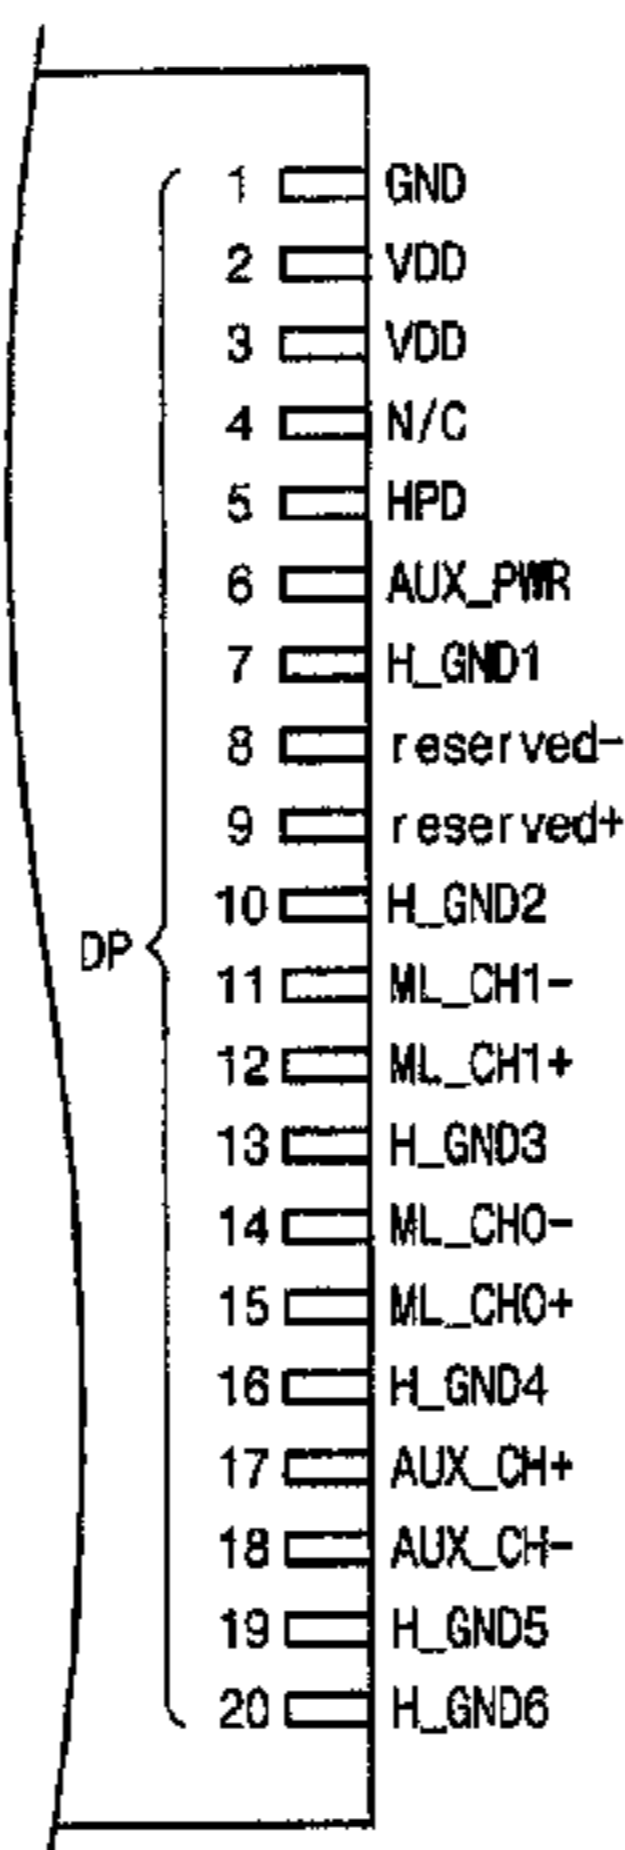 1 GND
2 VDD
3 VDD
4 N/C
5 HPD
6 AUX_PWR
7 H_GND1
8 reserved-
9 reserved+
10 H_GND2
DP
11 ML_CH1-
12 ML_CH1+
13 H_GND3
14 ML_CH0-
15 ML_CH0+
16 H_GND4
17 AUX_CH+
18 AUX_CH-
19 H_GND5
20 H_GND6